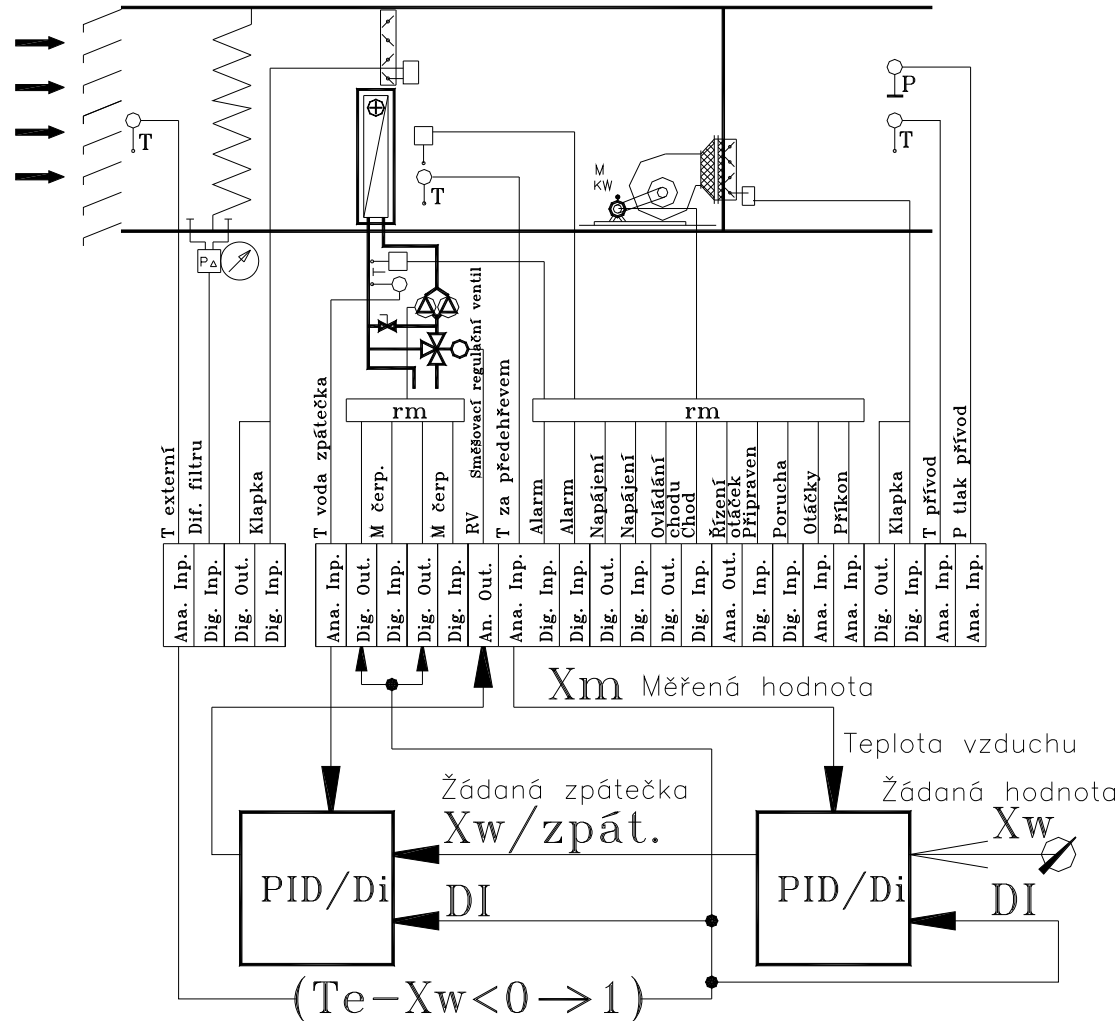 P
T
T
T
M
KW
P Δ
T
rm
rm
T externí
Dif. filtru
Klapka
T voda zpátečka
M čerp.
M čerp
RV
Směšovací regulační ventil
T za předehřevem
Alarm
Alarm
Napájení
Napájení
Ovládání
chodu
Chod
Řízení
otáček
Připraven
Porucha
Otáčky
Příkon
Klapka
T přívod
P tlak přívod
Ana. Inp.
Dig. Inp.
Dig. Out.
Dig. Inp.
Ana. Inp.
Dig. Out.
Dig. Inp.
Dig. Out.
Dig. Inp.
An. Out.
Ana. Inp.
Dig. Inp.
Dig. Inp.
Dig. Out.
Dig. Inp.
Dig. Out.
Dig. Inp.
Ana. Out.
Dig. Inp.
Dig. Inp.
Ana. Inp.
Ana. Inp.
Dig. Out.
Dig. Inp.
Ana. Inp.
Ana. Inp.
Xm Měřená hodnota
Teplota vzduchu
Žádaná zpátečka
Žádaná hodnota
Xw/zpát.
Xw
PID/Di
DI
PID/Di
DI
(Te-Xw<0→1)